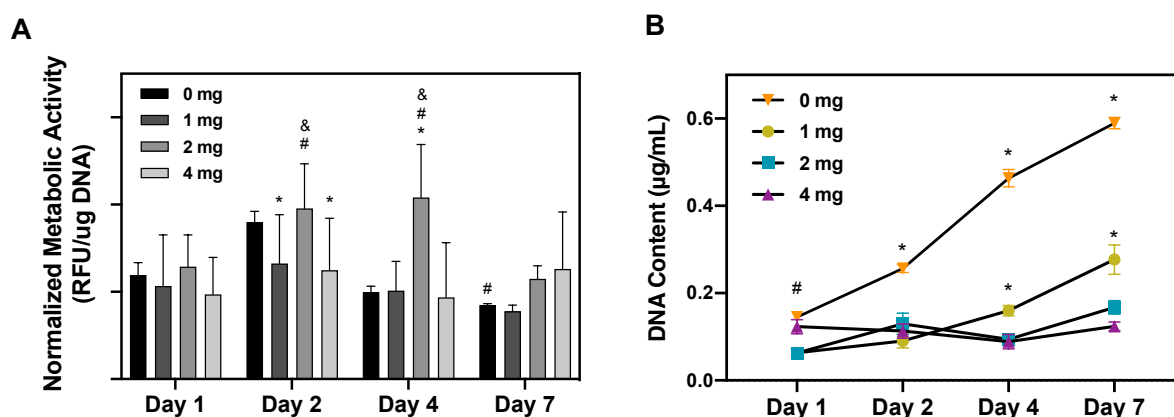 A
Normalized Metabolic Activity
(RFU/ug DNA)
0 mg
1 mg
2 mg
4 mg
&
#
*
*
&
#
*
#
Day 1
Day 2
Day 4
Day 7
B
DNA Content (µg/mL)
0.6
0.4
0.2
0.0
0 mg
1 mg
2 mg
4 mg
#
*
*
*
*
*
Day 1
Day 2
Day 4
Day 7